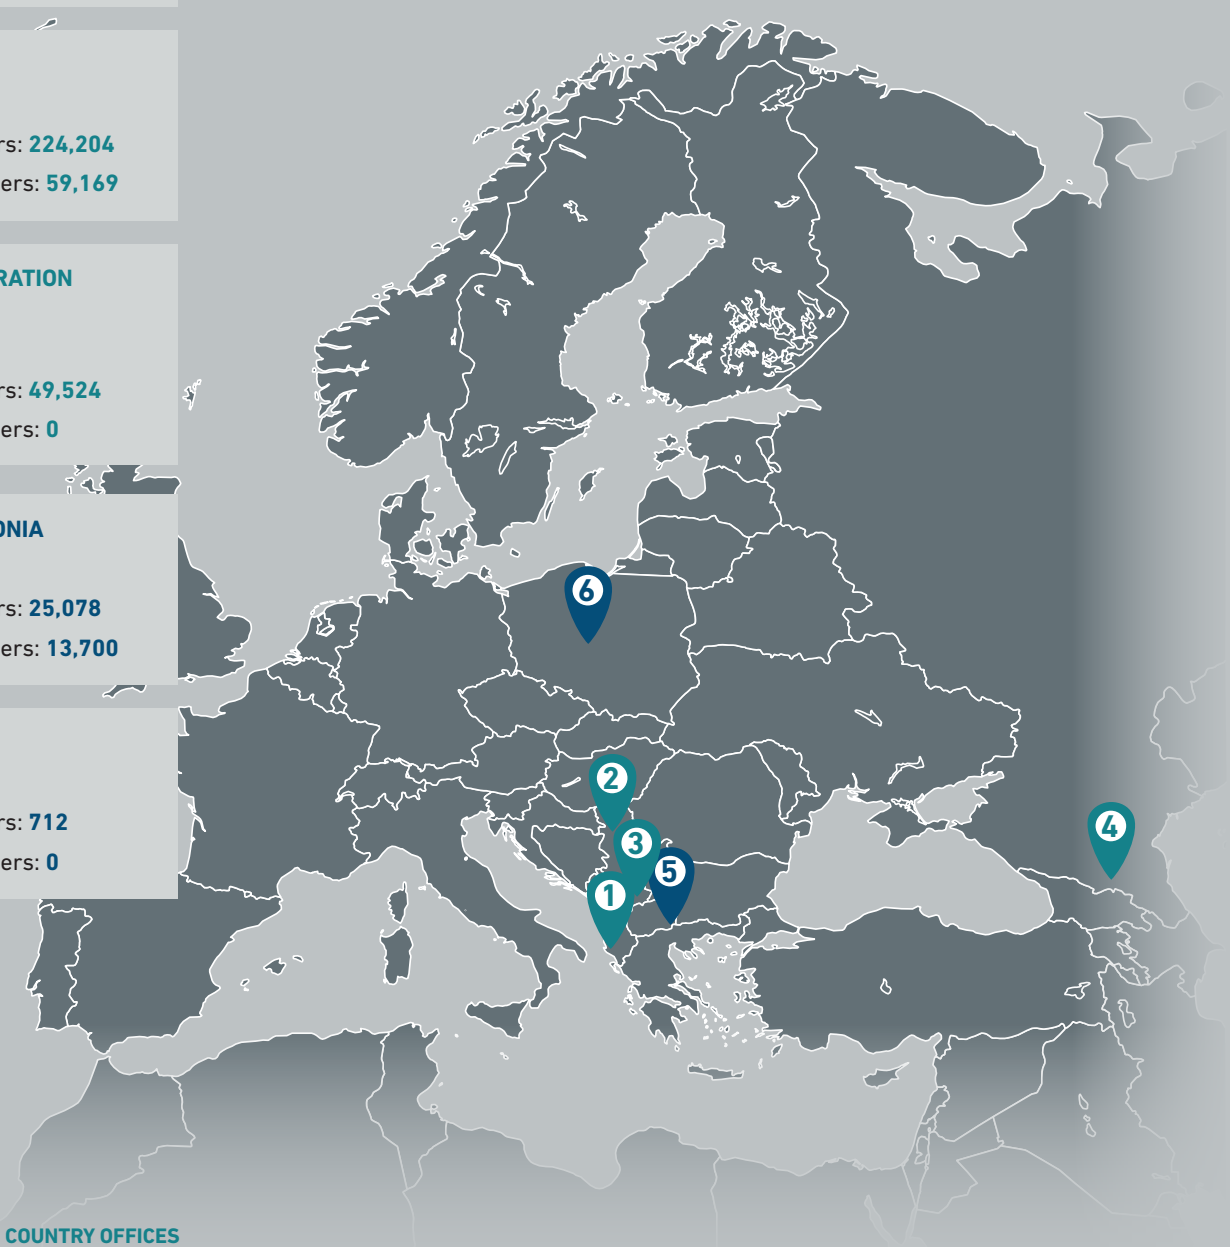 rs: 224,204
ers: 59,169
RATION
rs: 49,524
ers: 0
ONIA
rs: 25,078
ers: 13,700
rs: 712
ers: 0
6
2
3
4
5
1
COUNTRY OFFICES